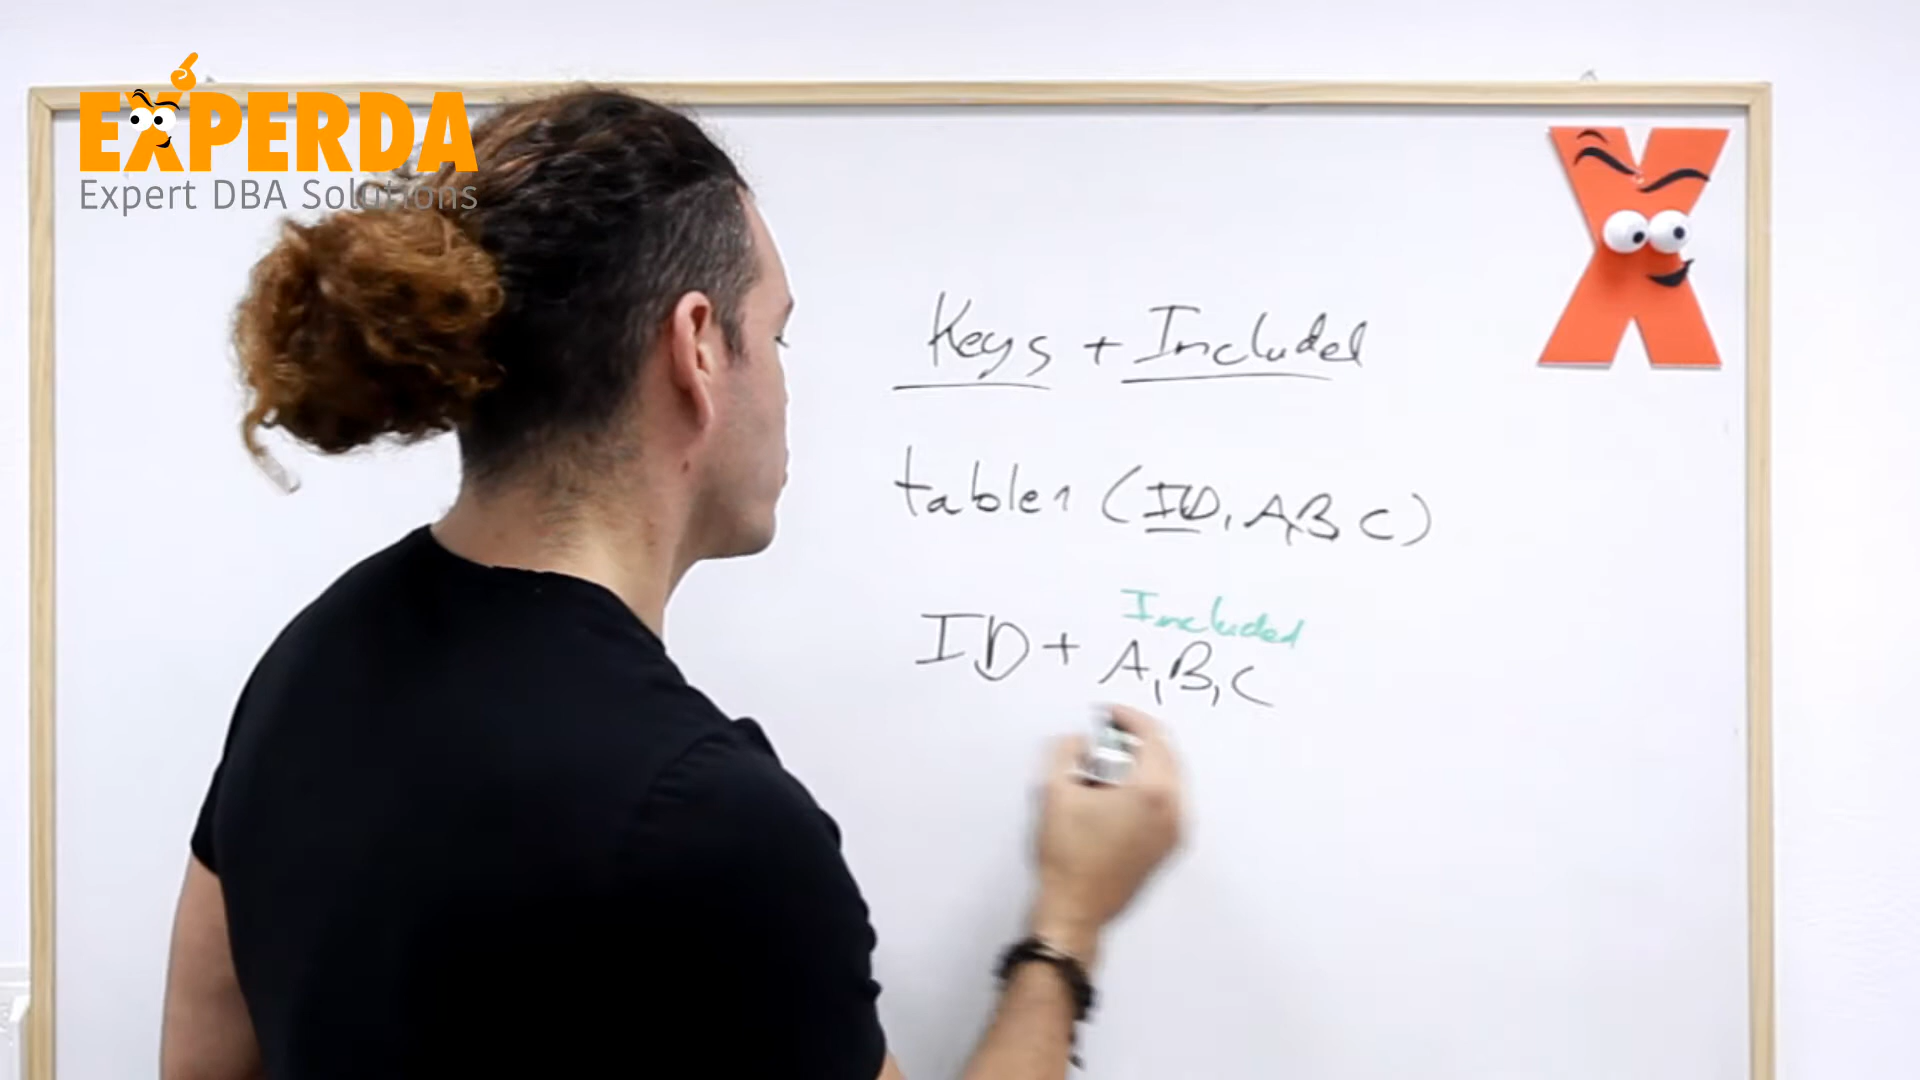 EXPERDA
Expert DBA Solutions
X
Keys + Included
table1 (ID, A,B C)
Included
ID + A,B,C